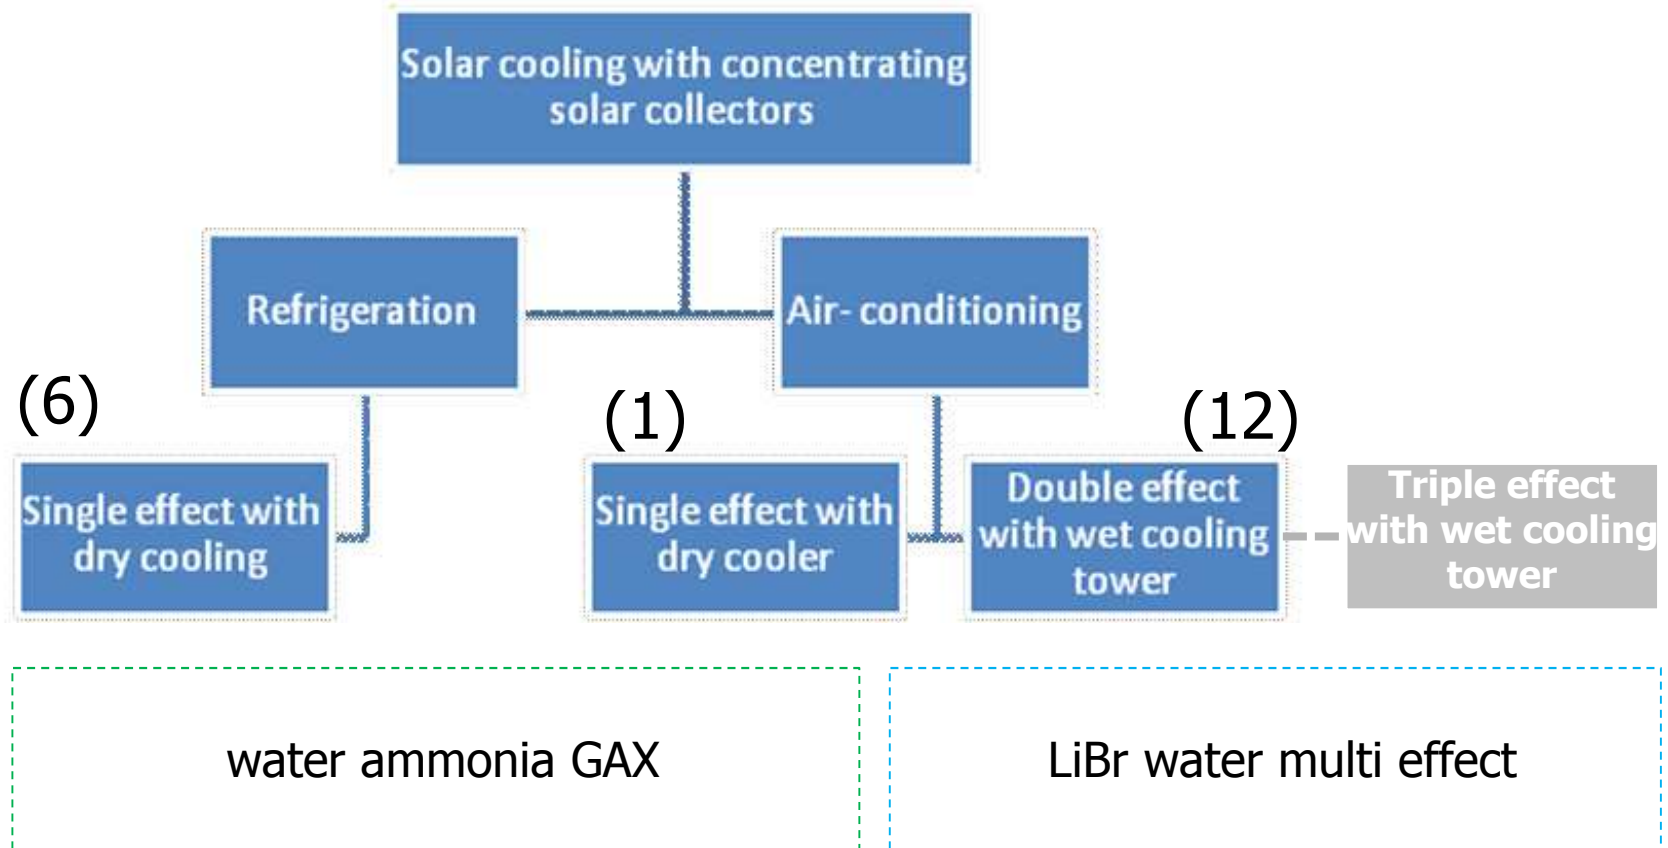 Solar cooling with concentrating
solar collectors
Refrigeration
Air- conditioning
(6)
(1)
(12)
Single effect with
dry cooling
Single effect with
dry cooler
Double effect
with wet cooling
tower
Triple effect
with wet cooling
tower
water ammonia GAX
LiBr water multi effect